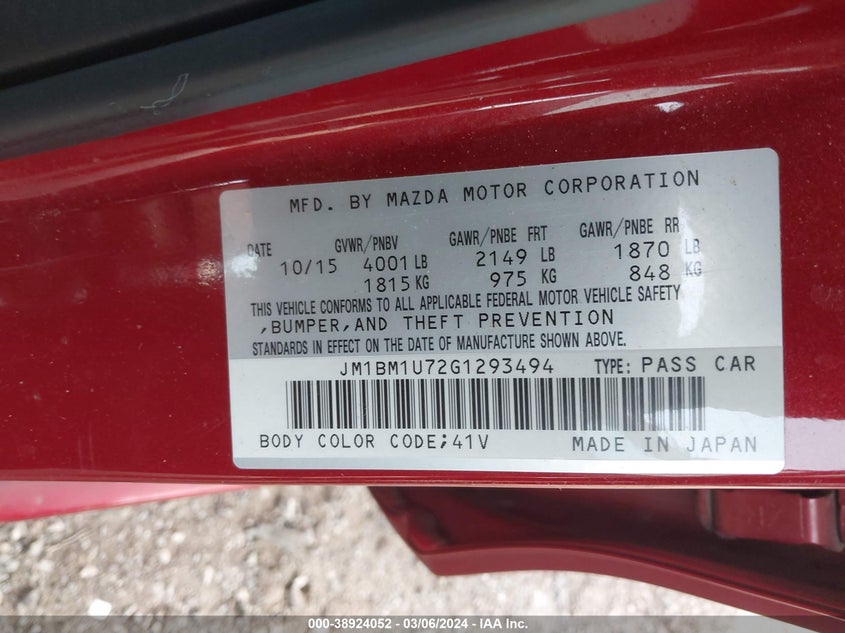 MFD. BY MAZDA MOTOR CORPORATION
DATE GVWR/PNBV GAWR/PNBE FRT GAWR/PNBE RR
10/15 4001 LB 2149 LB 1870 LB
1815 KG 975 KG 848 KG
THIS VEHICLE CONFORMS TO ALL APPLICABLE FEDERAL MOTOR VEHICLE SAFETY
,BUMPER,AND THEFT PREVENTION
STANDARDS IN EFFECT ON THE DATE OF MANUFACTURE SHOWN ABOVE.
JM1BM1U72G1293494 TYPE: PASS CAR
BODY COLOR CODE;41V MADE IN JAPAN
000-38924052 - 03/06/2024 - IAA Inc.